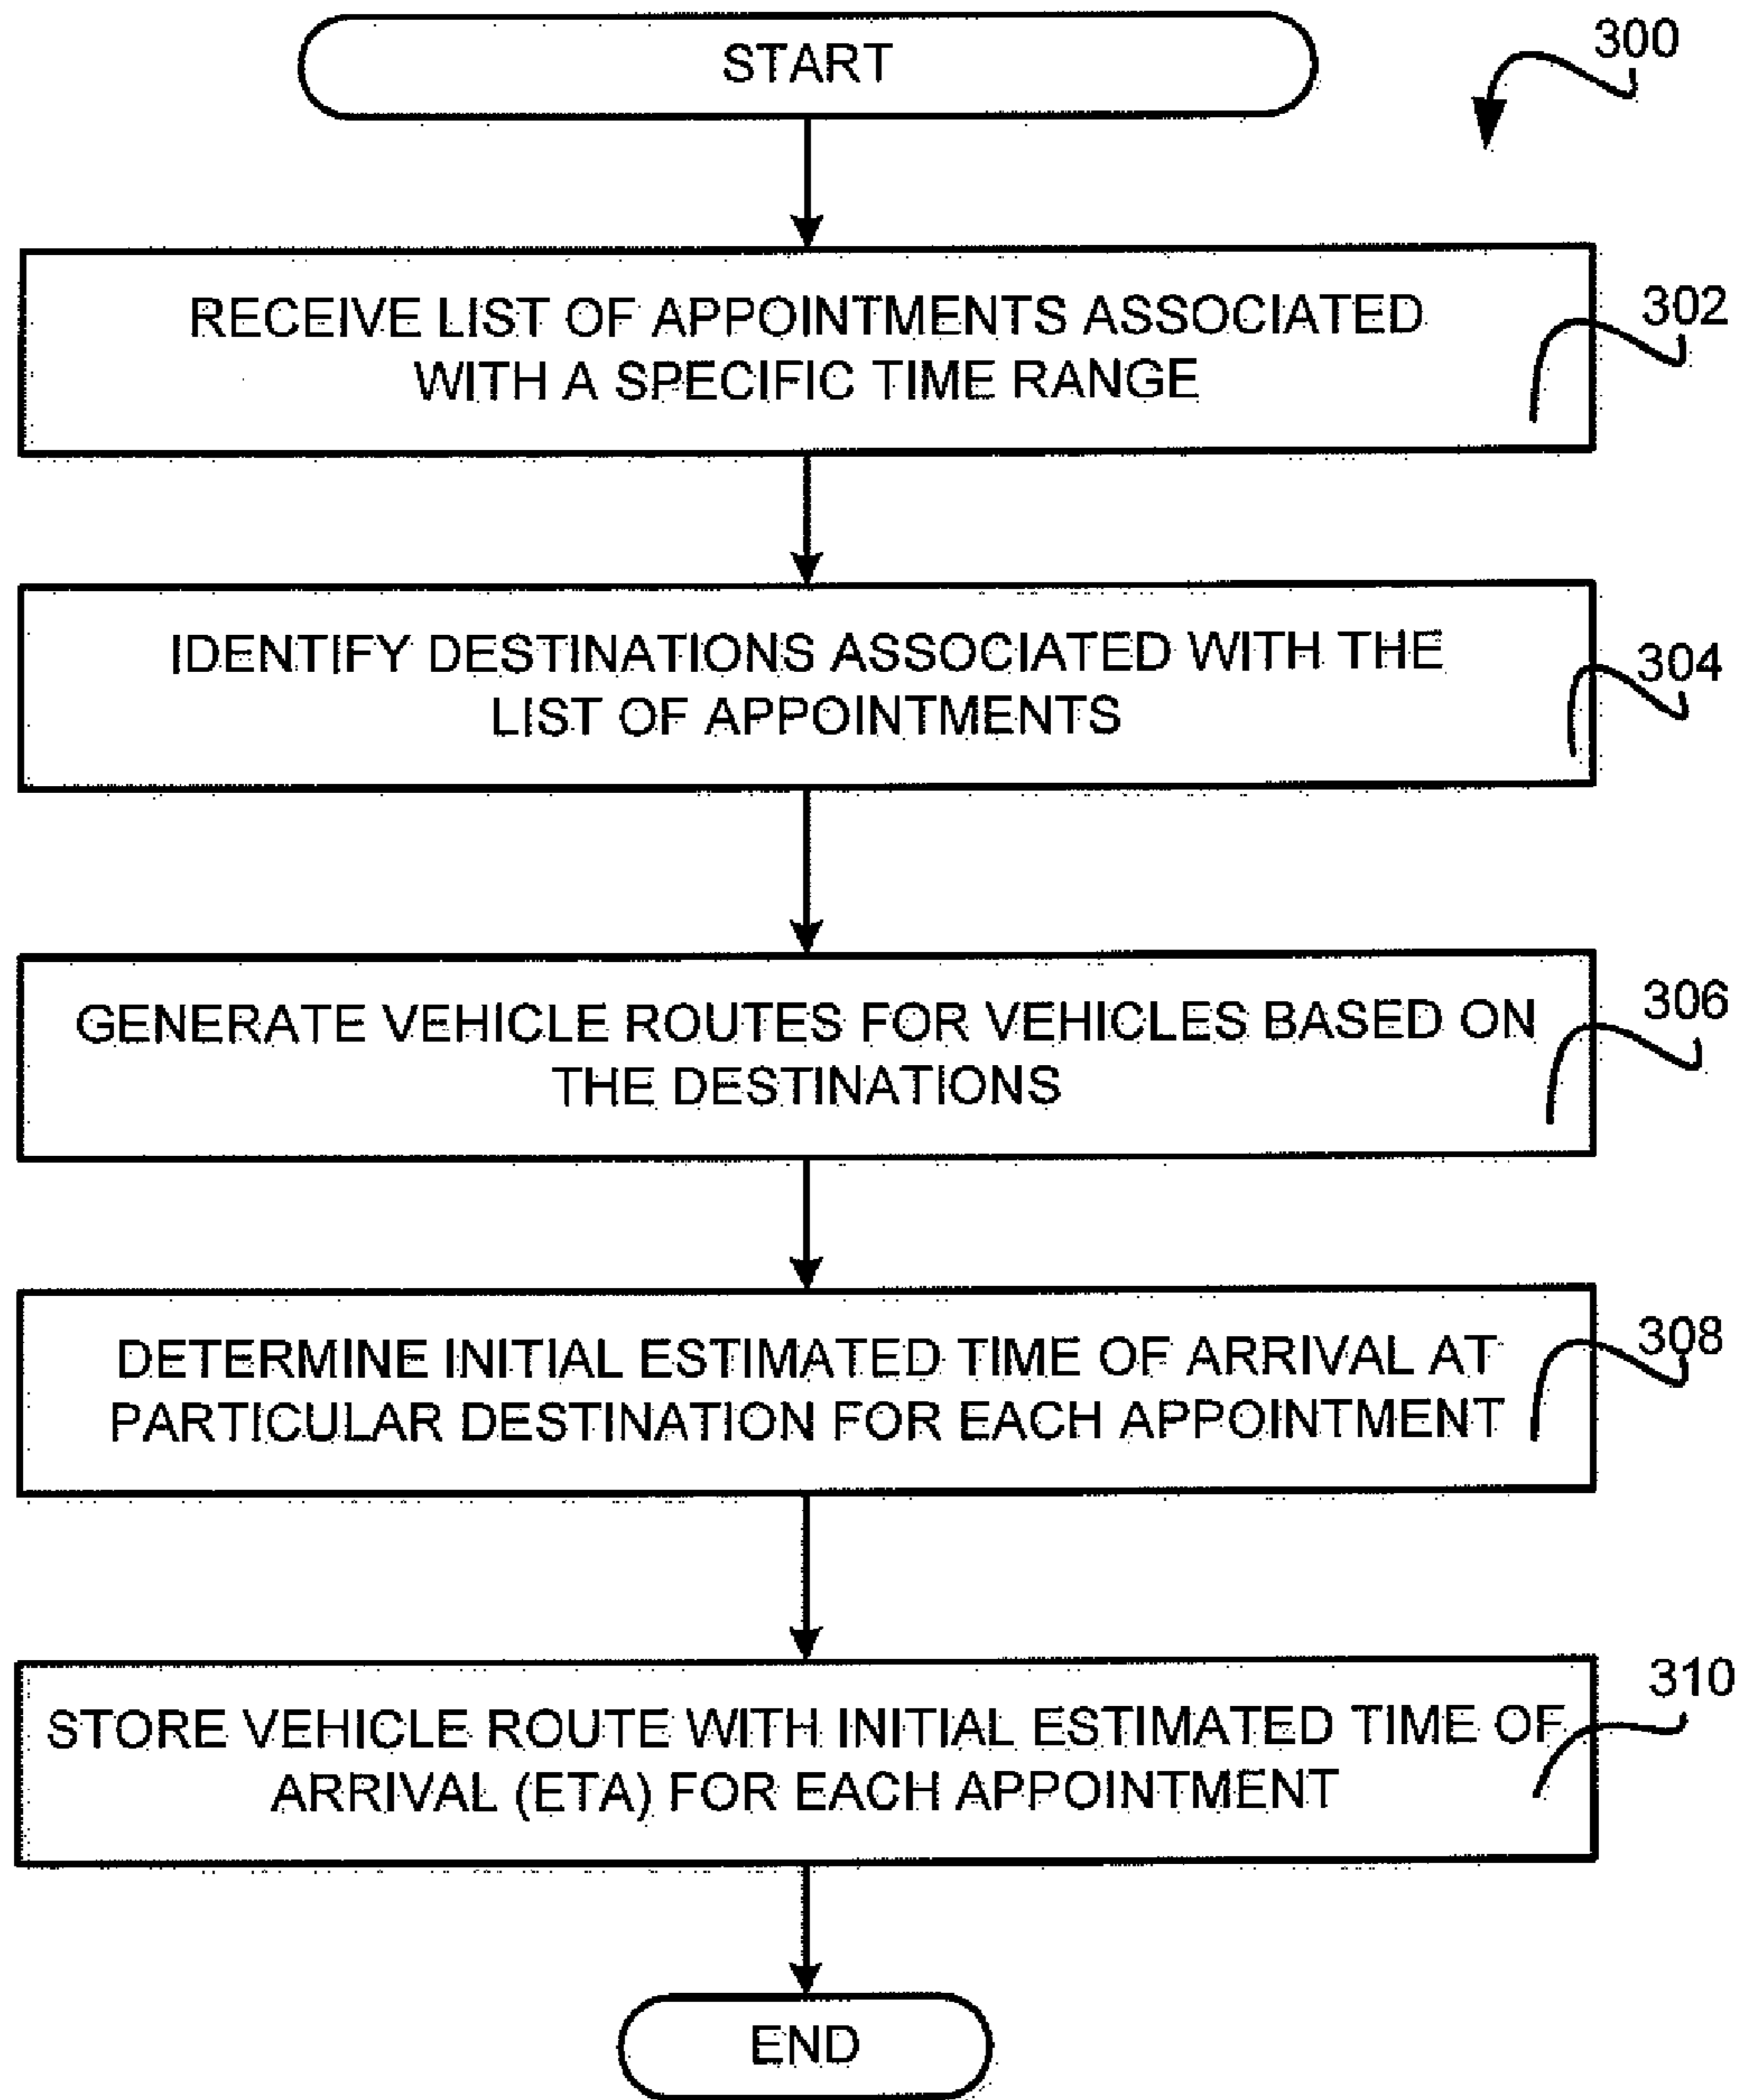 START
300
RECEIVE LIST OF APPOINTMENTS ASSOCIATED
WITH A SPECIFIC TIME RANGE
302
IDENTIFY DESTINATIONS ASSOCIATED WITH THE
LIST OF APPOINTMENTS
304
GENERATE VEHICLE ROUTES FOR VEHICLES BASED ON
THE DESTINATIONS
306
DETERMINE INITIAL ESTIMATED TIME OF ARRIVAL AT
PARTICULAR DESTINATION FOR EACH APPOINTMENT
308
STORE VEHICLE ROUTE WITH INITIAL ESTIMATED TIME OF
ARRIVAL (ETA) FOR EACH APPOINTMENT
310
END